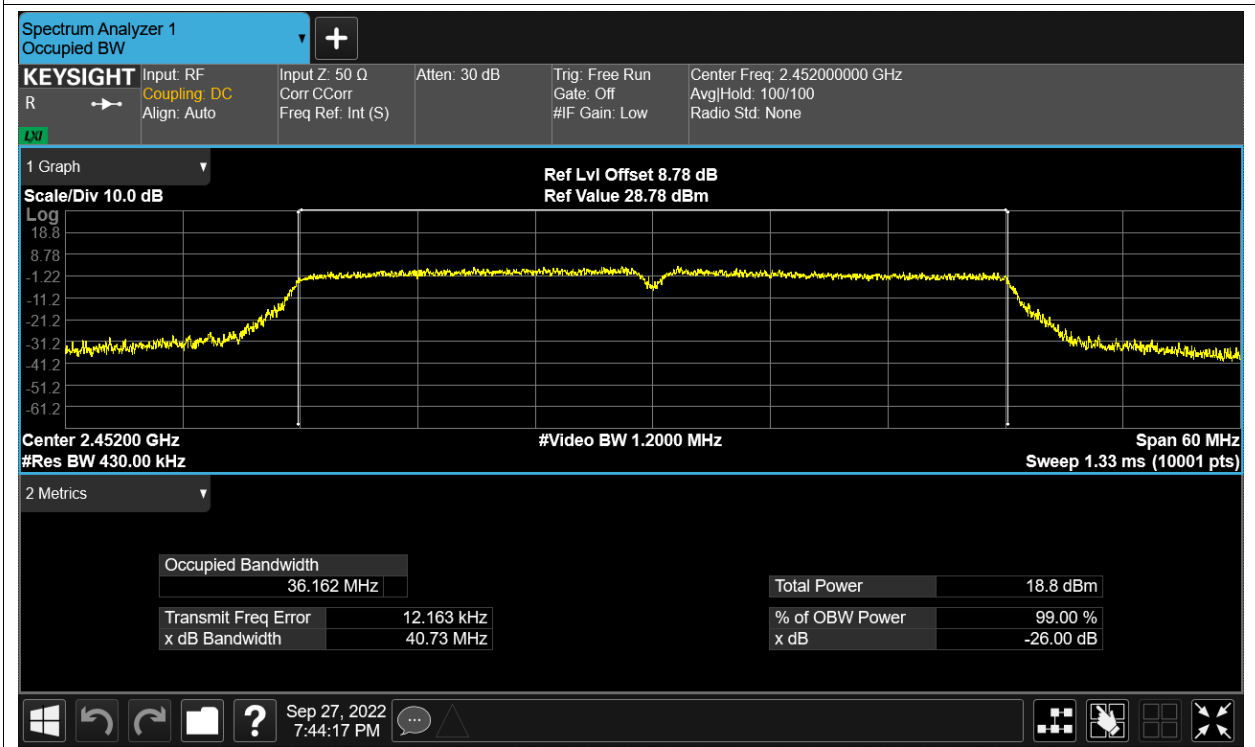 Spectrum Analyzer 1
Occupied BW
KEYSIGHT
R
LXI
Input: RF
Coupling: DC
Align: Auto
Input Z: 50 Ω
Corr CCorr
Freq Ref: Int (S)
Atten: 30 dB
Trig: Free Run
Gate: Off
#IF Gain: Low
Center Freq: 2.452000000 GHz
Avg|Hold: 100/100
Radio Std: None
1 Graph
Scale/Div 10.0 dB
Ref Lvl Offset 8.78 dB
Ref Value 28.78 dBm
Log
18.8
8.78
-1.22
-11.2
-21.2
-31.2
-41.2
-51.2
-61.2
Center 2.45200 GHz
#Video BW 1.2000 MHz
Span 60 MHz
#Res BW 430.00 kHz
Sweep 1.33 ms (10001 pts)
2 Metrics
Occupied Bandwidth
36.162 MHz
Total Power 18.8 dBm
Transmit Freq Error 12.163 kHz
% of OBW Power 99.00 %
x dB Bandwidth 40.73 MHz
x dB -26.00 dB
Sep 27, 2022
7:44:17 PM